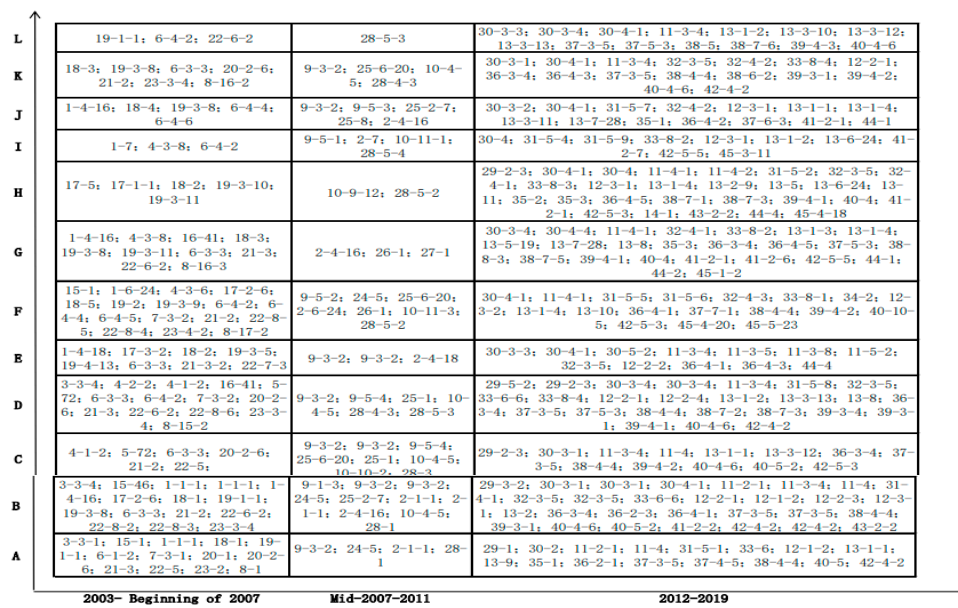 L
19-1-1; 6-4-2; 22-6-2
28-5-3
30-3-3; 30-3-4; 30-4-1; 11-3-4; 13-1-2; 13-3-10; 13-3-12;
13-3-13; 37-3-5; 37-5-3; 38-5; 38-7-6; 39-4-3; 40-4-6
K
18-3; 19-3-8; 6-3-3; 20-2-6;
21-2; 23-3-4; 8-16-2
9-3-2; 25-6-20; 10-4-
5; 28-4-3
30-3-1; 30-4-1; 11-3-4; 32-3-5; 32-4-2; 33-8-4; 12-2-1;
36-3-4; 36-4-3; 37-3-5; 38-4-4; 38-6-2; 39-3-1; 39-4-2;
40-4-6; 42-4-2
J
1-4-16; 18-4; 19-3-8; 6-4-4;
6-4-6
9-3-2; 9-5-3; 25-2-7;
25-8; 2-4-16
30-3-2; 30-4-1; 31-5-7; 32-4-2; 12-3-1; 13-1-1; 13-1-4;
13-3-11; 13-7-28; 35-1; 36-4-2; 37-6-3; 41-2-1; 44-1
I
1-7; 4-3-8; 6-4-2
9-5-1; 2-7; 10-11-1;
28-5-4
30-4; 31-5-4; 31-5-9; 33-8-2; 12-3-1; 13-1-2; 13-6-24; 41-
2-7; 42-5-5; 45-3-11
H
17-5; 17-1-1; 18-2; 19-3-10;
19-3-11
10-9-12; 28-5-2
29-2-3; 30-4-1; 30-4; 11-4-1; 11-4-2; 31-5-2; 32-3-5; 32-
4-1; 33-8-3; 12-3-1; 13-1-4; 13-2-9; 13-5; 13-6-24; 13-
11; 35-2; 35-3; 36-4-5; 38-7-1; 38-7-3; 39-4-1; 40-4; 41-
2-1; 42-5-3; 14-1; 43-2-2; 44-4; 45-4-18
G
1-4-16; 4-3-8; 16-41; 18-3;
19-3-8; 19-3-11; 6-3-3; 21-3;
22-6-2; 8-16-3
2-4-16; 26-1; 27-1
30-3-4; 30-4-4; 11-4-1; 32-4-1; 33-8-2; 13-1-3; 13-1-4;
13-5-19; 13-7-28; 13-8; 35-3; 36-3-4; 36-4-5; 37-5-3; 38-
8-3; 38-7-5; 39-4-1; 40-4; 41-2-1; 41-2-6; 42-5-5; 44-1;
44-2; 45-1-2
F
15-1; 1-6-24; 4-3-6; 17-2-6;
18-5; 19-2; 19-3-9; 6-4-2; 6-
4-4; 6-4-5; 7-3-2; 21-2; 22-8-
5; 22-8-4; 23-4-2; 8-17-2
9-5-2; 24-5; 25-6-20;
2-6-24; 26-1; 10-11-3;
28-5-2
30-4-1; 11-4-1; 31-5-5; 31-5-6; 32-4-3; 33-8-1; 34-2; 12-
3-2; 13-1-4; 13-10; 36-4-1; 37-7-1; 38-4-4; 39-4-2; 40-10-
5; 42-5-3; 45-4-20; 45-5-23
E
1-4-18; 17-3-2; 18-2; 19-3-5;
19-4-13; 6-3-3; 21-3-2; 22-7-3
9-3-2; 9-3-2; 2-4-18
30-3-3; 30-4-1; 30-5-2; 11-3-4; 11-3-5; 11-3-8; 11-5-2;
32-3-5; 12-2-2; 36-4-1; 36-4-3; 44-4
D
3-3-4; 4-2-2; 4-1-2; 16-41; 5-
72; 6-3-3; 6-4-2; 7-3-2; 20-2-
6; 21-3; 22-6-2; 22-8-6; 23-3-
4; 8-15-2
9-3-2; 9-5-4; 25-1; 10-
4-5; 28-4-3; 28-5-3
29-5-2; 29-2-3; 30-3-4; 30-3-4; 11-3-4; 31-5-8; 32-3-5;
33-6-6; 33-8-4; 12-2-1; 12-2-4; 13-1-2; 13-3-13; 13-8; 36-
3-4; 37-3-5; 37-5-3; 38-4-4; 38-7-2; 38-7-3; 39-3-4; 39-3-
1; 39-4-1; 40-4-6; 42-4-2
C
4-1-2; 5-72; 6-3-3; 20-2-6;
21-2; 22-5;
9-3-2; 9-3-2; 9-5-4;
25-6-20; 25-1; 10-4-5;
10-10-2; 28-3
29-2-3; 30-3-1; 11-3-4; 11-4; 13-1-1; 13-3-12; 36-3-4; 37-
3-5; 38-4-4; 39-4-2; 40-4-6; 40-5-2; 42-5-3
B
3-3-4; 15-46; 1-1-1; 1-1-1; 1-
4-16; 17-2-6; 18-1; 19-1-1;
19-3-8; 6-3-3; 21-2; 22-6-2;
22-8-2; 22-8-3; 23-3-4
9-1-3; 9-3-2; 9-3-2;
24-5; 25-2-7; 2-1-1; 2-
1-1; 2-4-16; 10-4-5;
28-1
29-3-2; 30-3-1; 30-3-1; 30-4-1; 11-2-1; 11-3-4; 11-4; 31-
4-1; 32-3-5; 32-3-5; 33-6-6; 12-2-1; 12-1-2; 12-2-3; 12-3-
1; 13-2; 36-3-4; 36-2-3; 36-4-1; 37-3-5; 37-3-5; 38-4-4;
39-3-1; 40-4-6; 40-5-2; 41-2-2; 42-4-2; 42-4-2; 43-2-2
A
3-3-1; 15-1; 1-1-1; 18-1; 19-
1-1; 6-1-2; 7-3-1; 20-1; 20-2-
6; 21-3; 22-5; 23-2; 8-1
9-3-2; 24-5; 2-1-1; 28-
1
29-1; 30-2; 11-2-1; 11-4; 31-5-1; 33-6; 12-1-2; 13-1-1;
13-9; 35-1; 36-2-1; 37-3-5; 37-4-5; 38-4-4; 40-5; 42-4-2
2003- Beginning of 2007
Mid-2007-2011
2012-2019